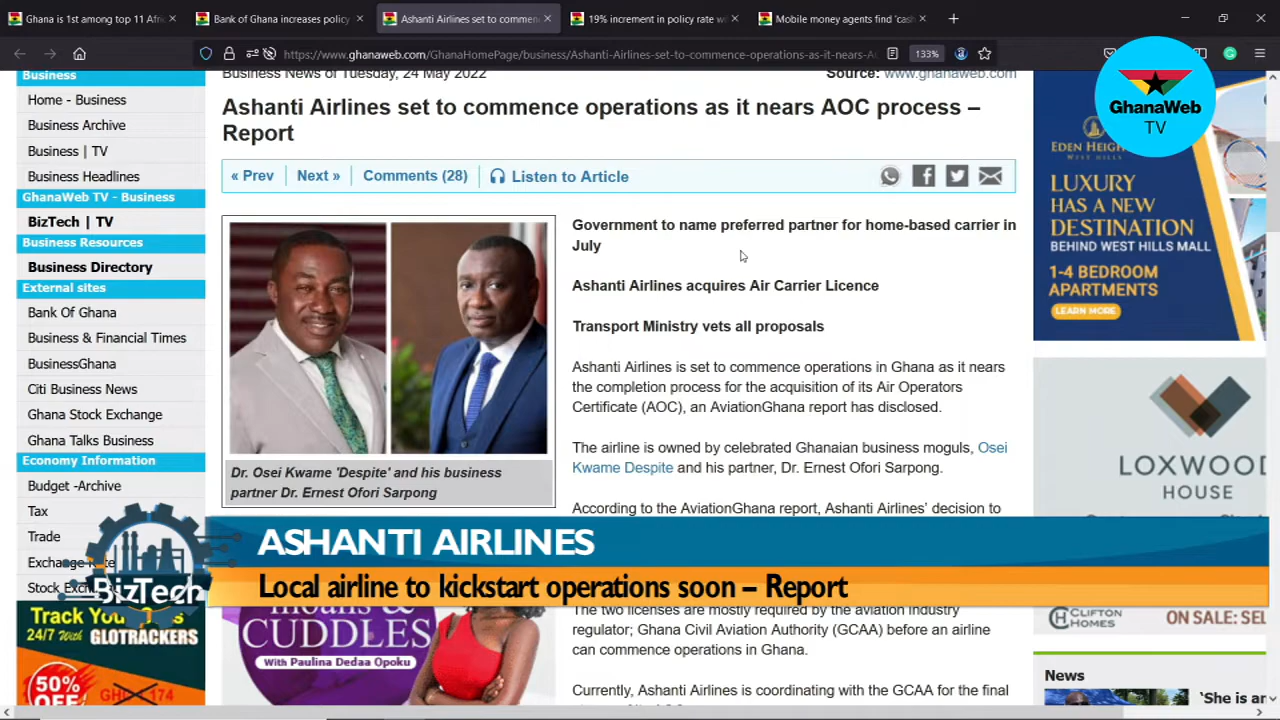 Ghana is 1st among top 11 Afri
Bank of Ghana increases policy
Ashanti Airlines set to commenc
19% increment in policy rate w
Mobile money agents find 'cash
https://www.ghanaweb.com/GhanaHomePage/business/Ashanti-Airlines-set-to-commence-operations-as-it-nears-A
133%
Business
Home - Business
Business Archive
Business | TV
Business Headlines
GhanaWeb TV - Business
BizTech | TV
Business Resources
Business Directory
External sites
Bank Of Ghana
Business & Financial Times
BusinessGhana
Citi Business News
Ghana Stock Exchange
Ghana Talks Business
Economy Information
Budget -Archive
Tax
Trade
Exchange
Stock
BizTech
Track
24/7 With GLOTRACKERS
50%
OFF
Business News of Tuesday, 24 May 2022
Source: www.ghanaweb.com
Ashanti Airlines set to commence operations as it nears AOC process –
Report
« Prev
Next »
Comments (28)
Listen to Article
Dr. Osei Kwame 'Despite' and his business
partner Dr. Ernest Ofori Sarpong
Government to name preferred partner for home-based carrier in
July
Ashanti Airlines acquires Air Carrier Licence
Transport Ministry vets all proposals
Ashanti Airlines is set to commence operations in Ghana as it nears
the completion process for the acquisition of its Air Operators
Certificate (AOC), an AviationGhana report has disclosed.
The airline is owned by celebrated Ghanaian business moguls, Osei
Kwame Despite and his partner, Dr. Ernest Ofori Sarpong.
According to the AviationGhana report, Ashanti Airlines' decision to
ASHANTI AIRLINES
Local airline to kickstart operations soon – Report
CUDDLES
With Paulina Dedaa Opoku
The two licenses are mostly required by the aviation industry
regulator; Ghana Civil Aviation Authority (GCAA) before an airline
can commence operations in Ghana.
Currently, Ashanti Airlines is coordinating with the GCAA for the final
GhanaWeb
TV
EDEN HEIGH
WEST HILLS
LUXURY
HAS A NEW
DESTINATION
BEHIND WEST HILLS MALL
1-4 BEDROOM
APARTMENTS
LEARN MORE
LOXWOOD
HOUSE
CLIFTON
HOMES
ON SALE: SEL
News
'She is ar